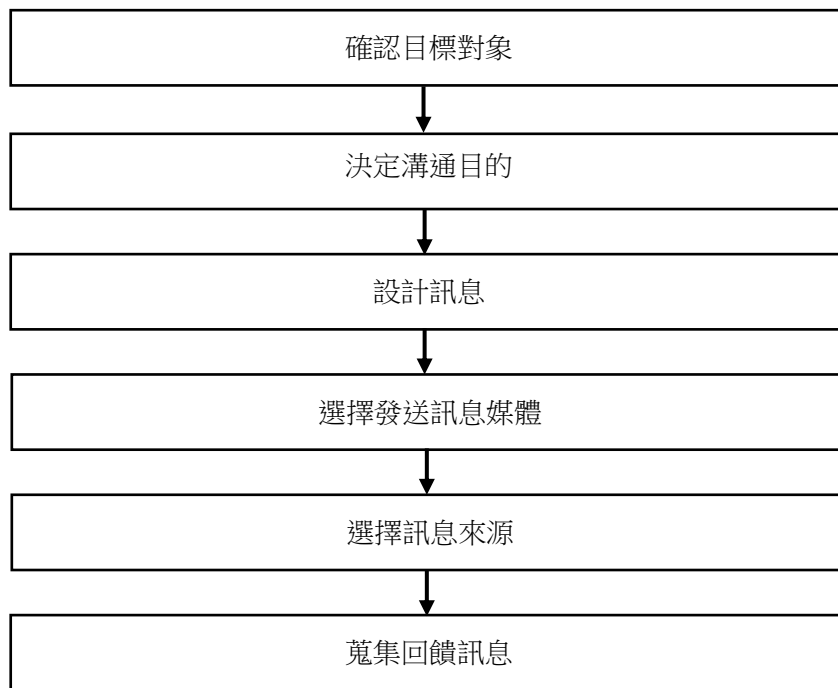 確認目標對象
決定溝通目的
設計訊息
選擇發送訊息媒體
選擇訊息來源
蒐集回饋訊息